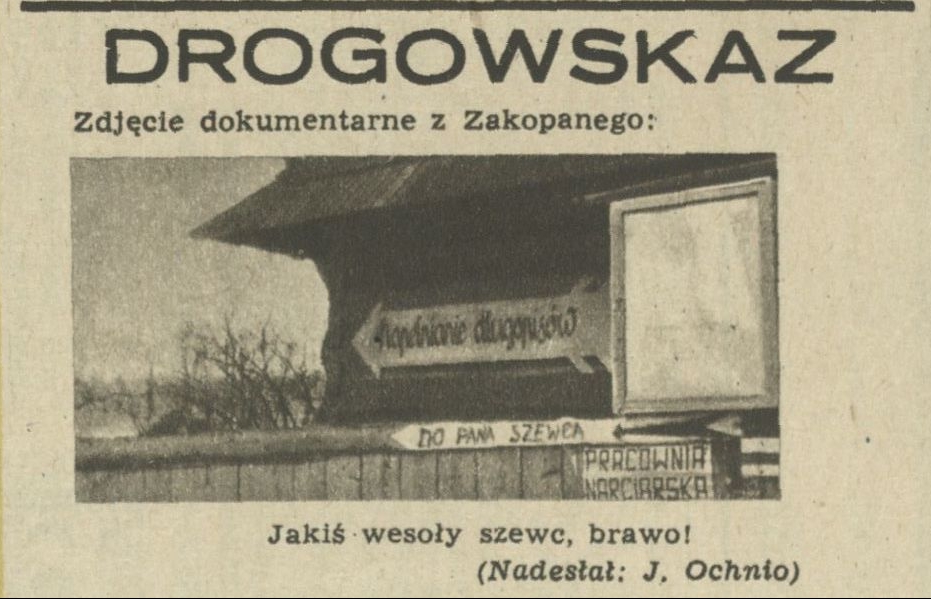 DROGOWSKAZ
Zdjęcie dokumentarne z Zakopanego:
Napełnianie długopisów
DO PANA SZEWCA
PRACOWNIA
NARCIARSKA
Jakiś wesoły szewc, brawo!
(Nadesłał: J. Ochnio)